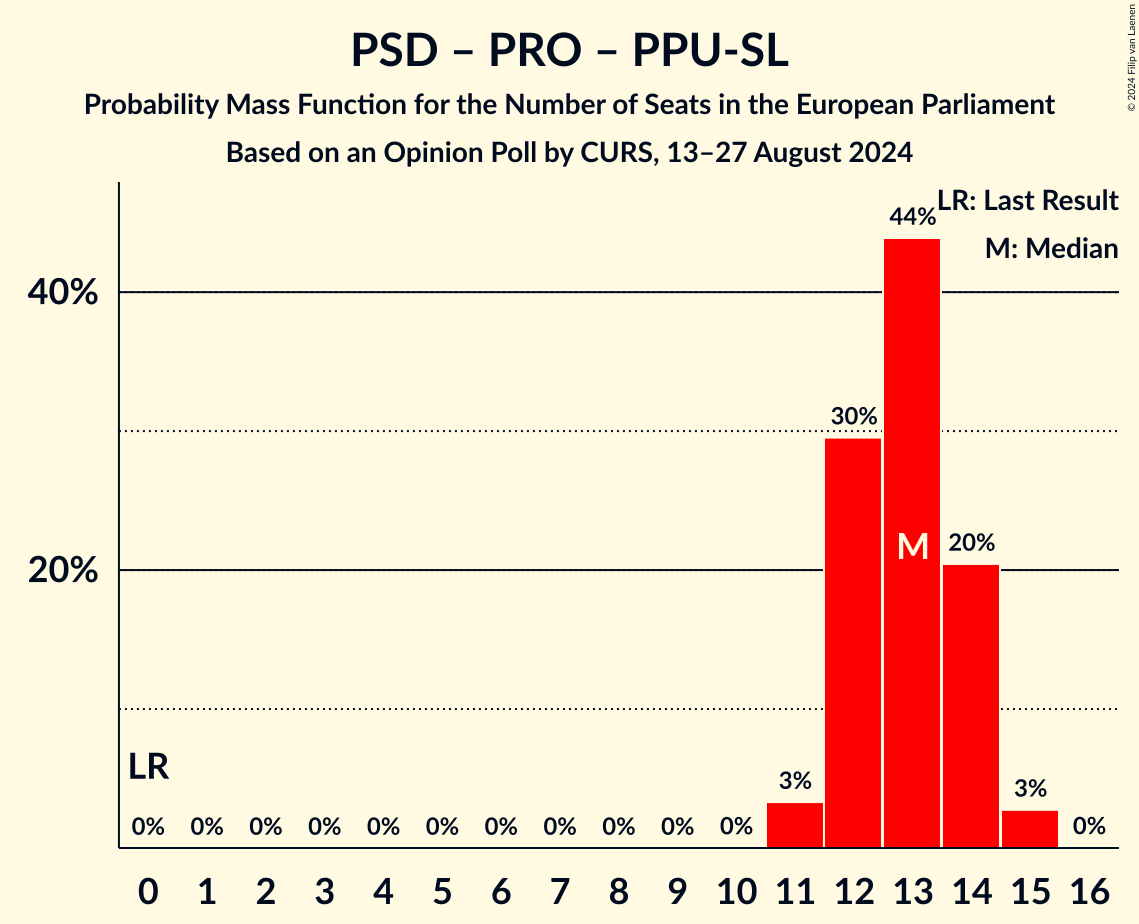 PSD – PRO – PPU-SL
Probability Mass Function for the Number of Seats in the European Parliament
Based on an Opinion Poll by CURS, 13–27 August 2024
© 2024 Filip van Laenen
LR: Last Result
M: Median
44%
40%
30%
M
20%
20%
LR
3%
3%
0% 0% 0% 0% 0% 0% 0% 0% 0% 0% 0% 0%
0 1 2 3 4 5 6 7 8 9 10 11 12 13 14 15 16